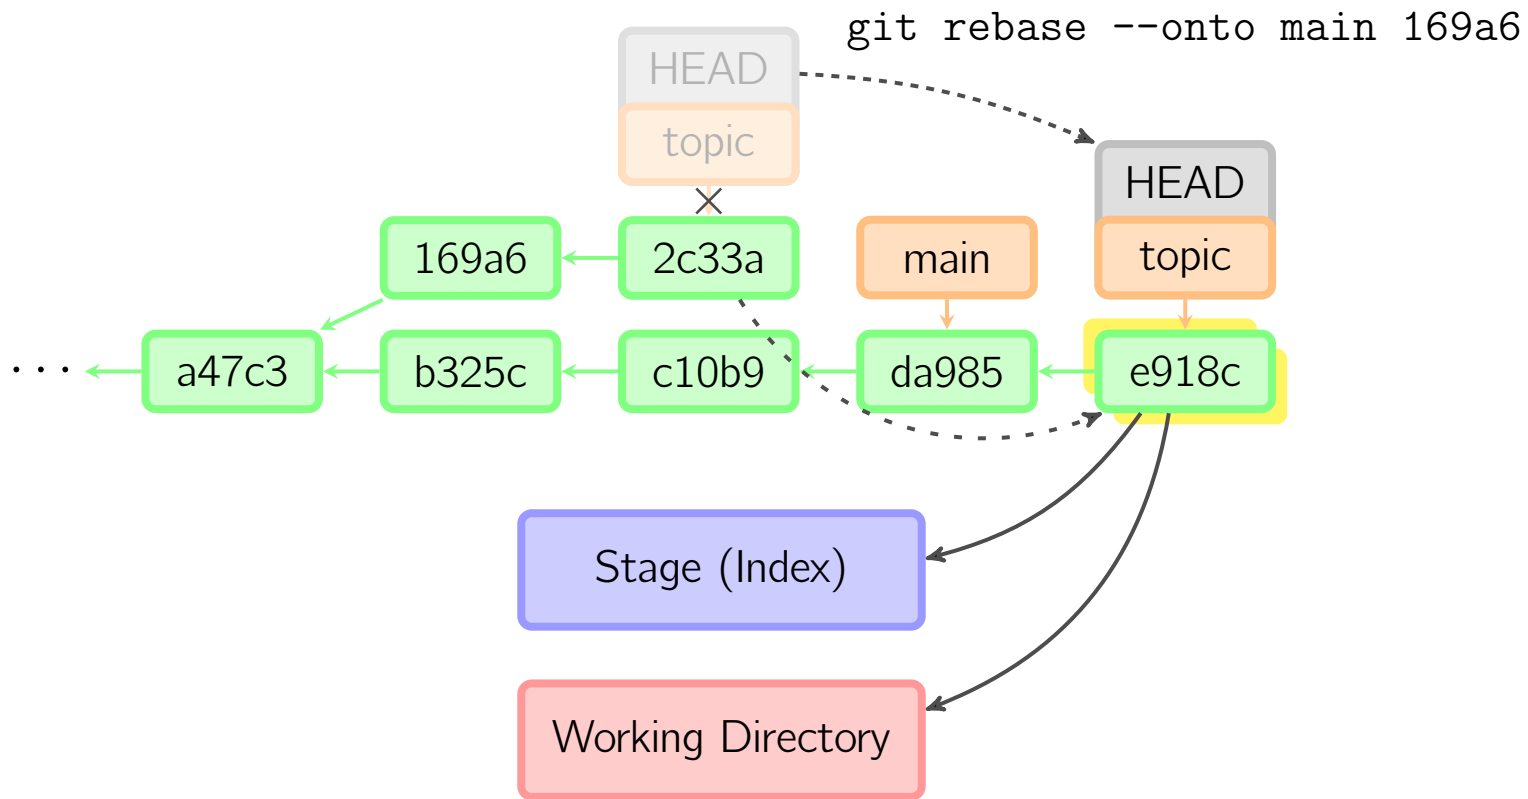 git rebase --onto main 169a6
HEAD
topic
HEAD
topic
169a6
2c33a
main
...
a47c3
b325c
c10b9
da985
e918c
Stage (Index)
Working Directory